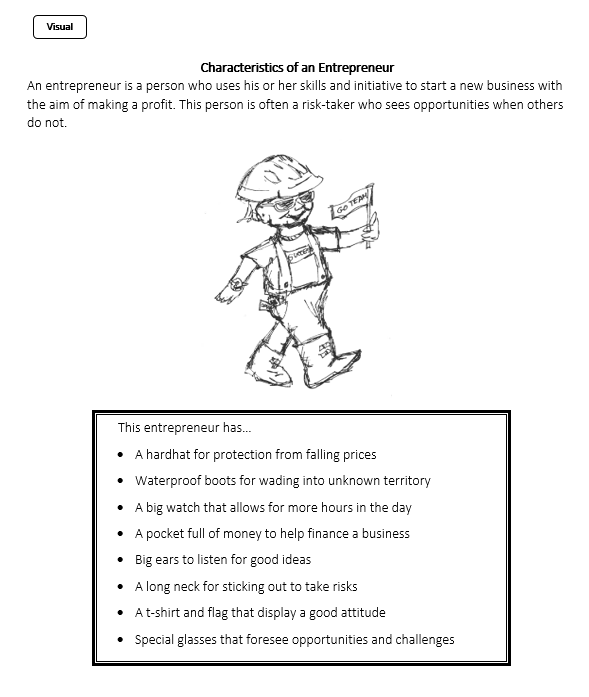 Visual
Characteristics of an Entrepreneur
An entrepreneur is a person who uses his or her skills and initiative to start a new business with
the aim of making a profit. This person is often a risk-taker who sees opportunities when others
do not.
GO TEAM
This entrepreneur has...
• A hardhat for protection from falling prices
• Waterproof boots for wading into unknown territory
• A big watch that allows for more hours in the day
• A pocket full of money to help finance a business
• Big ears to listen for good ideas
• A long neck for sticking out to take risks
• A t-shirt and flag that display a good attitude
• Special glasses that foresee opportunities and challenges